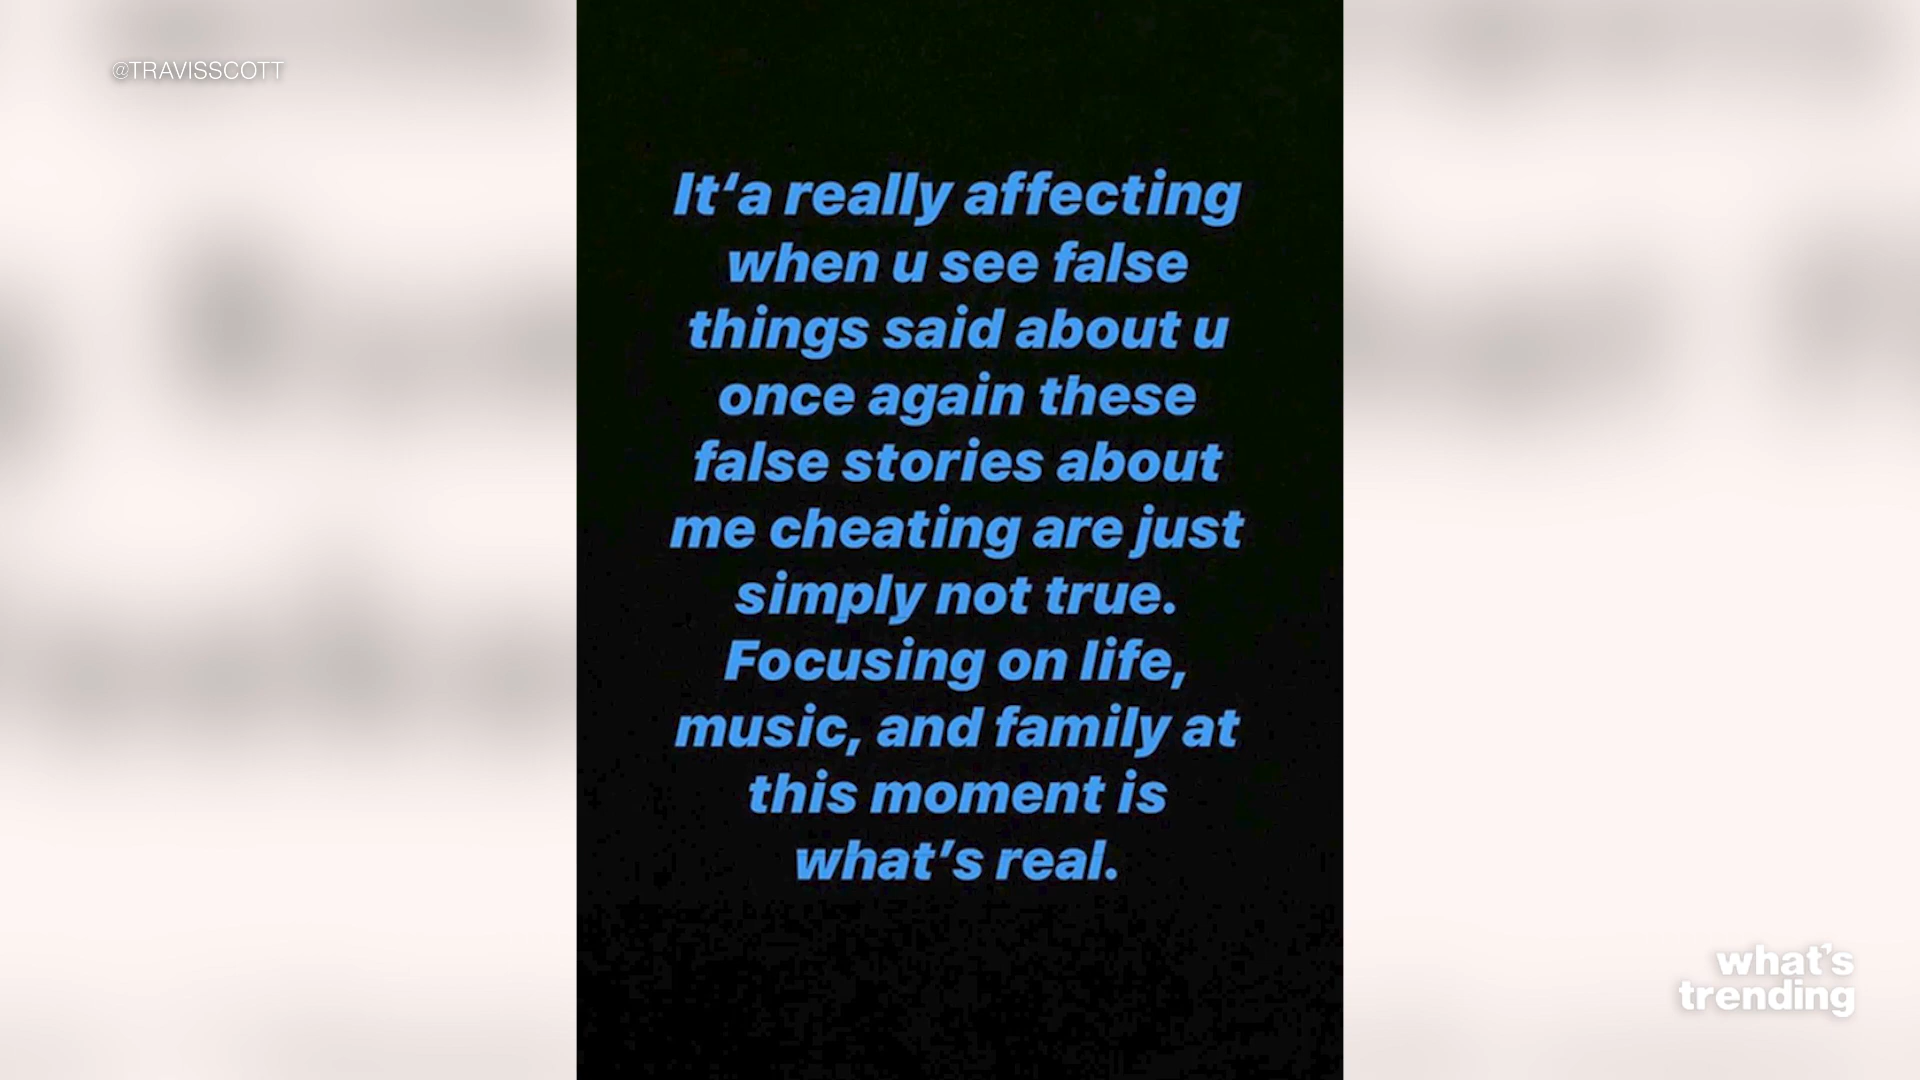 @TRAVISSCOTT
It‘a really affecting
when u see false
things said about u
once again these
false stories about
me cheating are just
simply not true.
Focusing on life,
music, and family at
this moment is
what’s real.
what's
trending